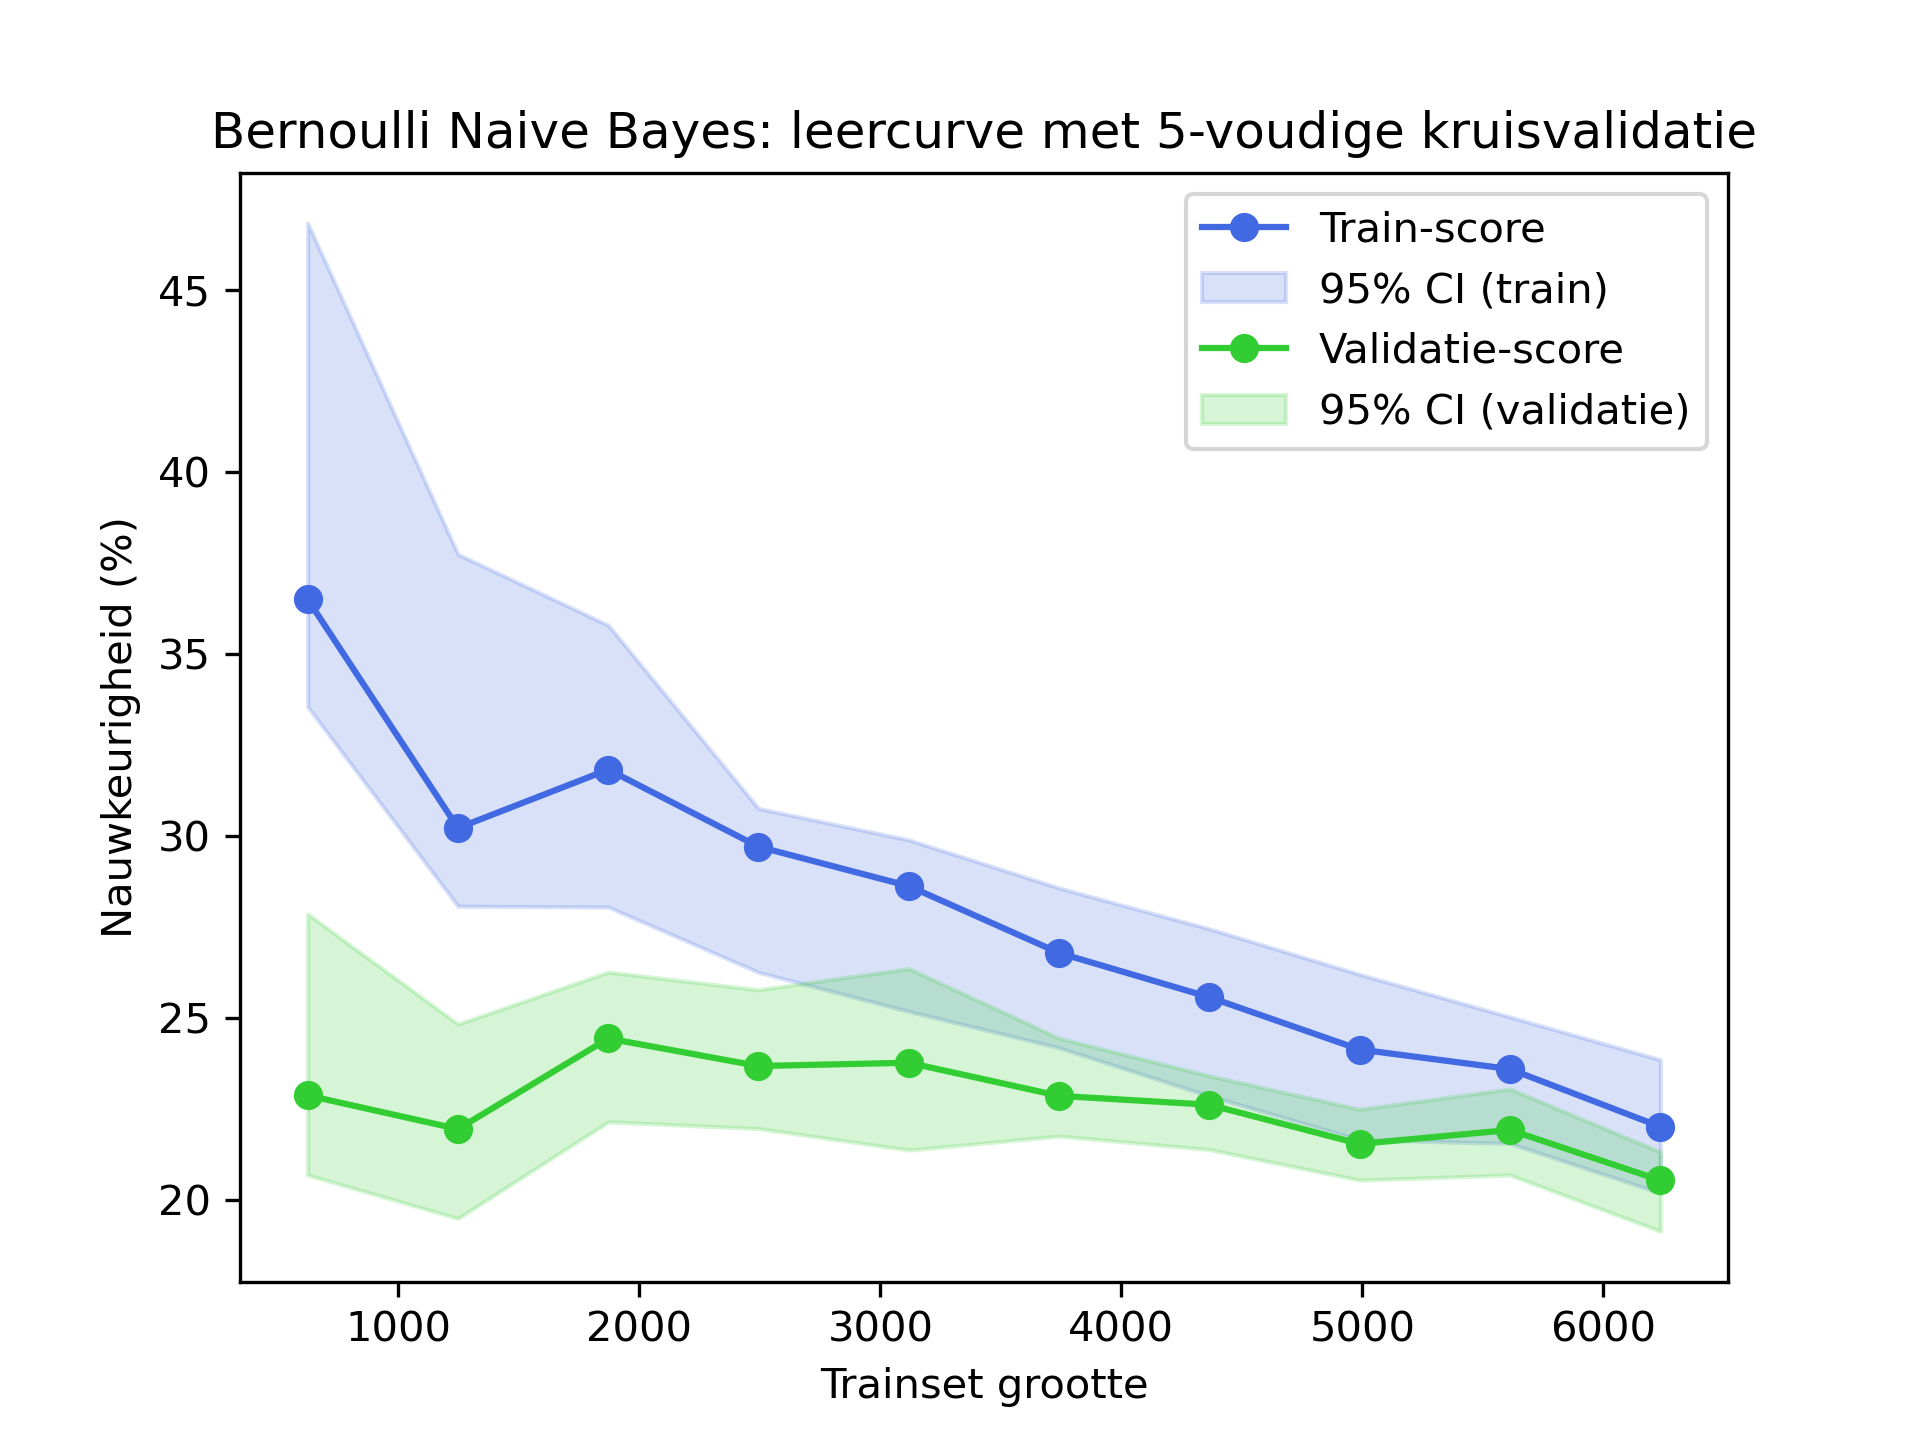 Bernoulli Naive Bayes: leercurve met 5-voudige kruisvalidatie
Train-score
95% CI (train)
Validatie-score
95% CI (validatie)
Nauwkeurigheid (%)
45
40
35
30
25
20
1000 2000 3000 4000 5000 6000
Trainset grootte